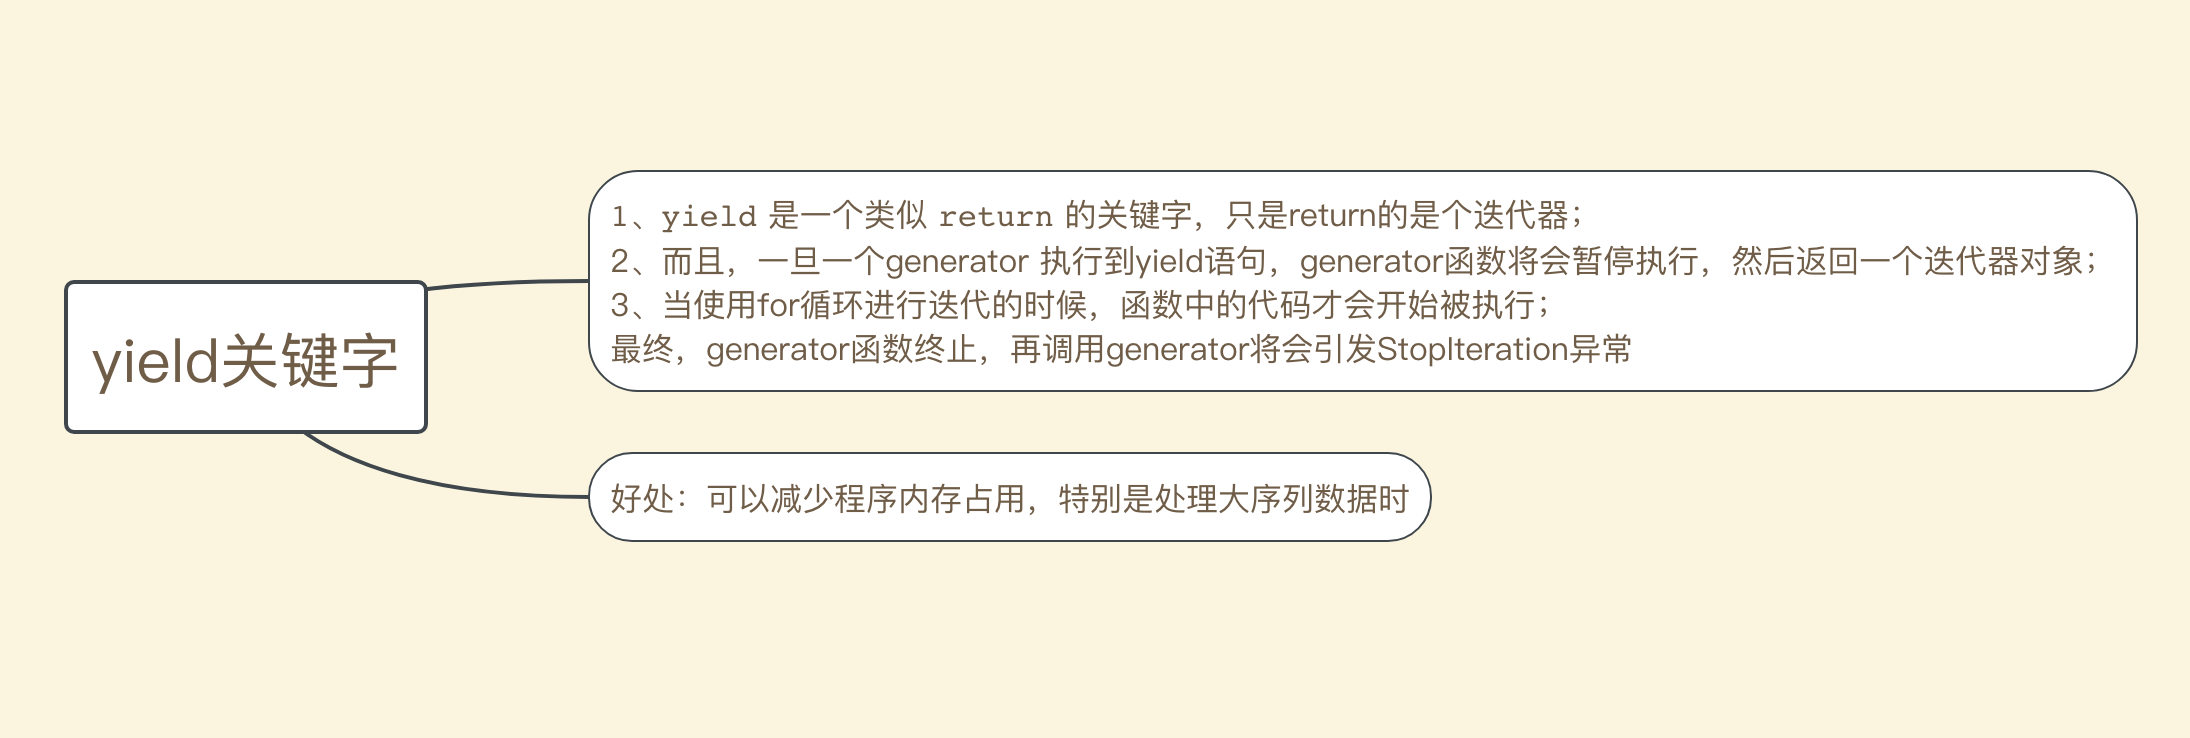 yield关键字
1、yield 是一个类似 return 的关键字，只是return的是个迭代器；
2、而且，一旦一个generator 执行到yield语句，generator函数将会暂停执行，然后返回一个迭代器对象；
3、当使用for循环进行迭代的时候，函数中的代码才会开始被执行；
最终，generator函数终止，再调用generator将会引发StopIteration异常
好处：可以减少程序内存占用，特别是处理大序列数据时